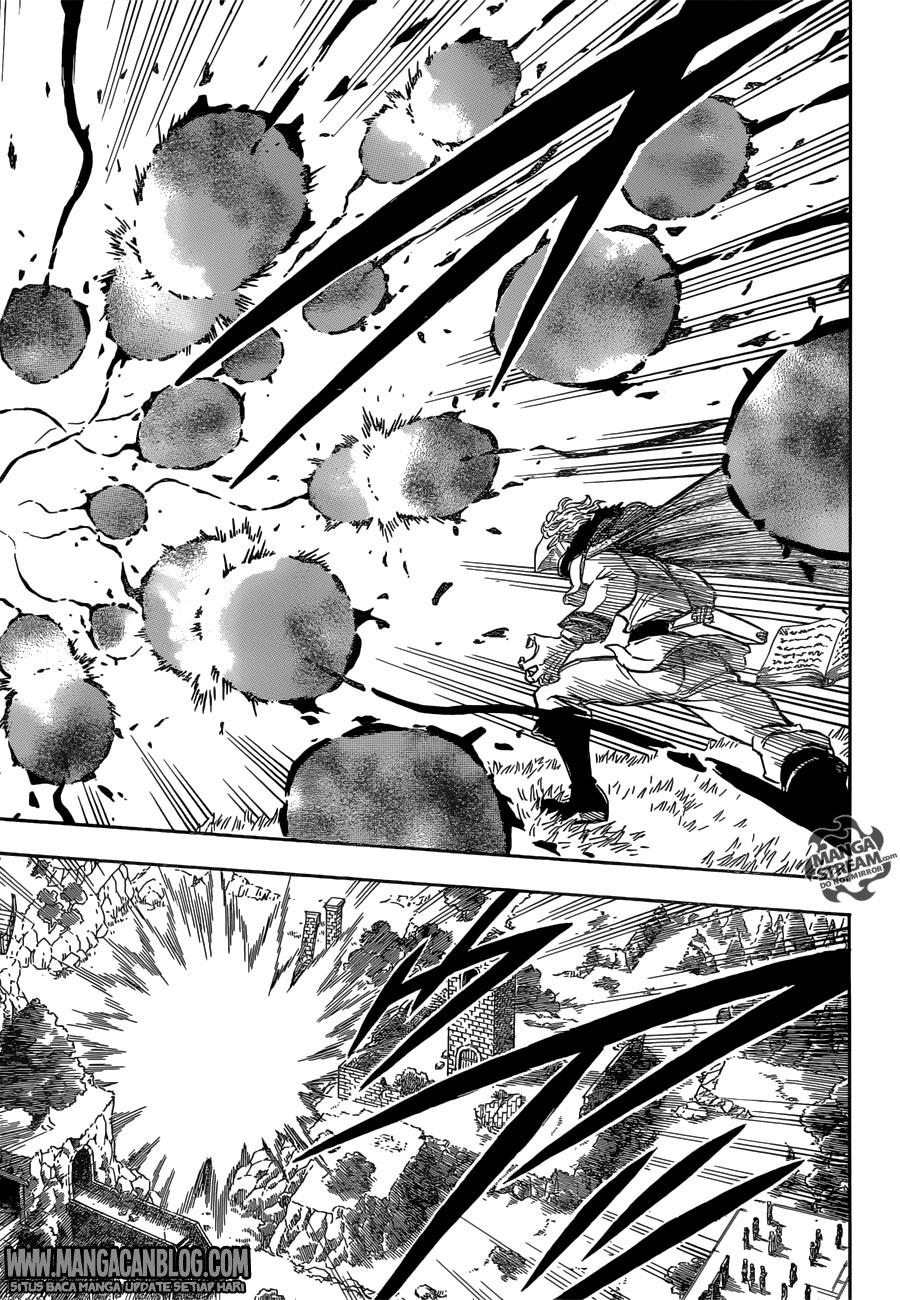 MANGA
STREAM.com
DO NOT MIRROR
WWW.MANGACANBLOG.COM
SITUS BACA MANGA UPDATE SETIAP HARI